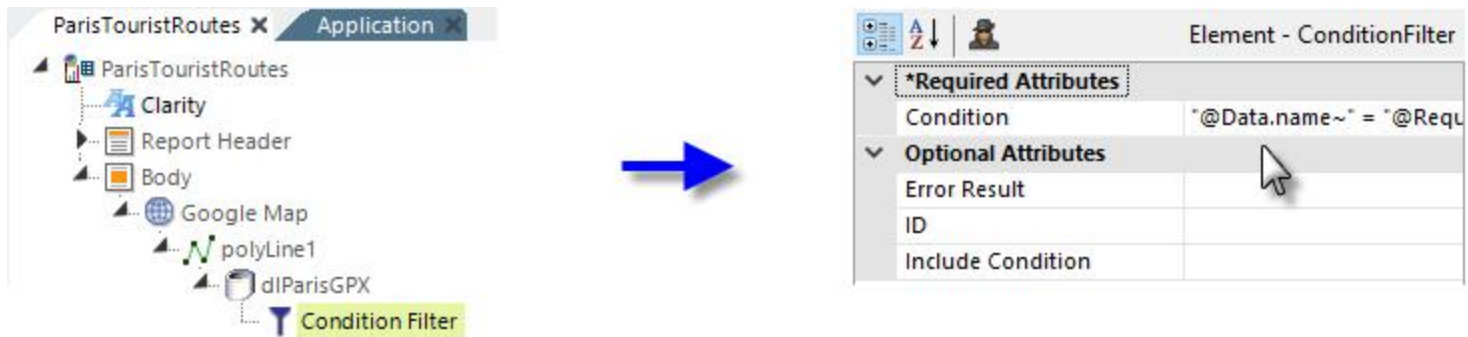 ParisTouristRoutes
Application
ParisTouristRoutes
Clarity
Report Header
Body
Google Map
polyLine1
dlParisGPX
Condition Filter
A
Z
Element - ConditionFilter
*Required Attributes
Condition "@Data.name~" = "@Requ
Optional Attributes
Error Result
ID
Include Condition